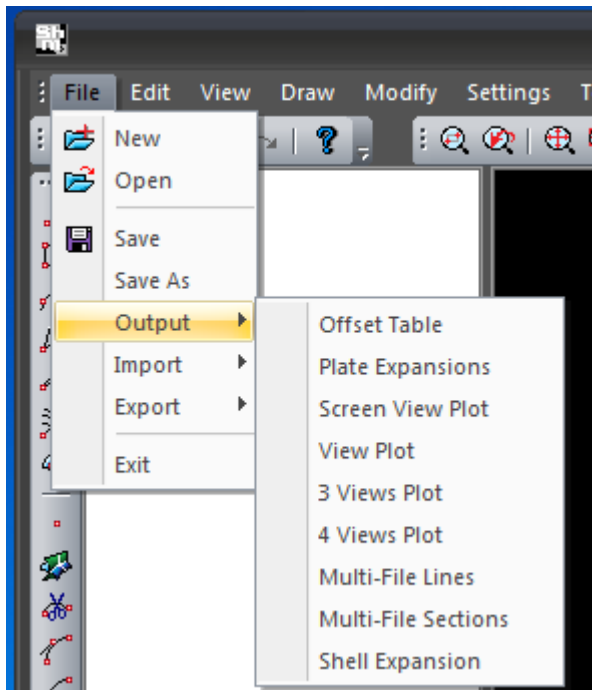 File Edit View Draw Modify Settings
New
Open
Save
Save As
Output
Import
Export
Exit
Offset Table
Plate Expansions
Screen View Plot
View Plot
3 Views Plot
4 Views Plot
Multi-File Lines
Multi-File Sections
Shell Expansion